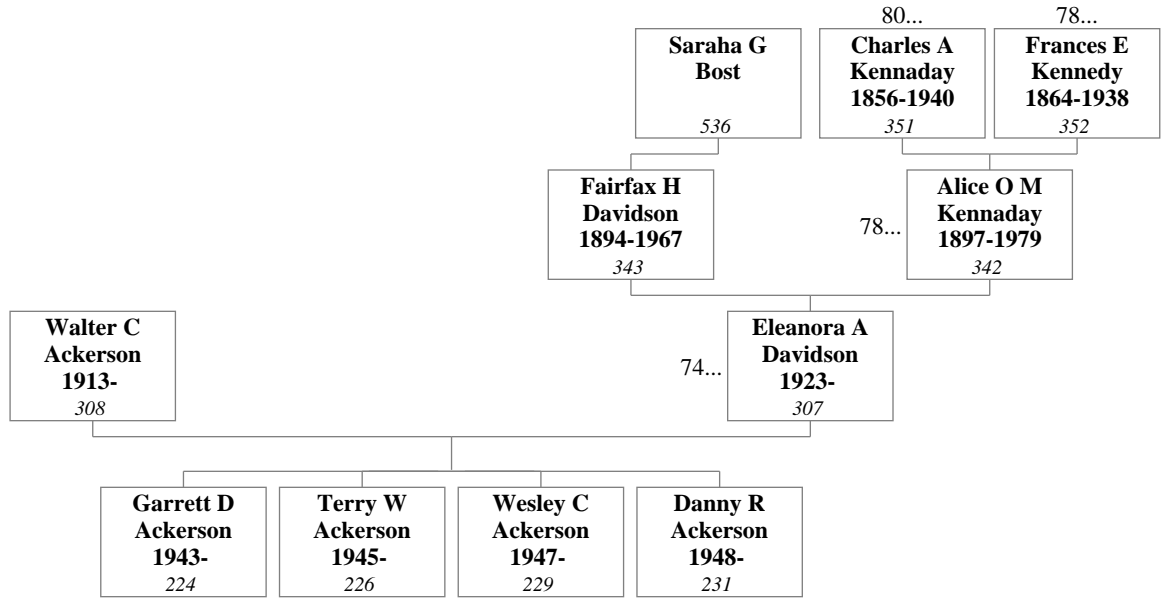 80...
78...
Saraha G
Bost
536
Charles A
Kennaday
1856-1940
351
Frances E
Kennedy
1864-1938
352
Fairfax H
Davidson
1894-1967
343
78...
Alice O M
Kennaday
1897-1979
342
Walter C
Ackerson
1913-
308
74...
Eleanora A
Davidson
1923-
307
Garrett D
Ackerson
1943-
224
Terry W
Ackerson
1945-
226
Wesley C
Ackerson
1947-
229
Danny R
Ackerson
1948-
231